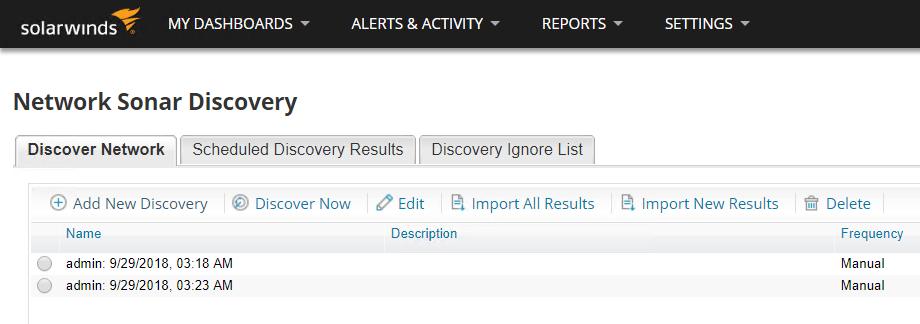 solarwinds MY DASHBOARDS ALERTS & ACTIVITY REPORTS SETTINGS
Network Sonar Discovery
Discover Network Scheduled Discovery Results Discovery Ignore List
Add New Discovery Discover Now Edit Import All Results Import New Results Delete
Name Description Frequency
admin: 9/29/2018, 03:18 AM Manual
admin: 9/29/2018, 03:23 AM Manual